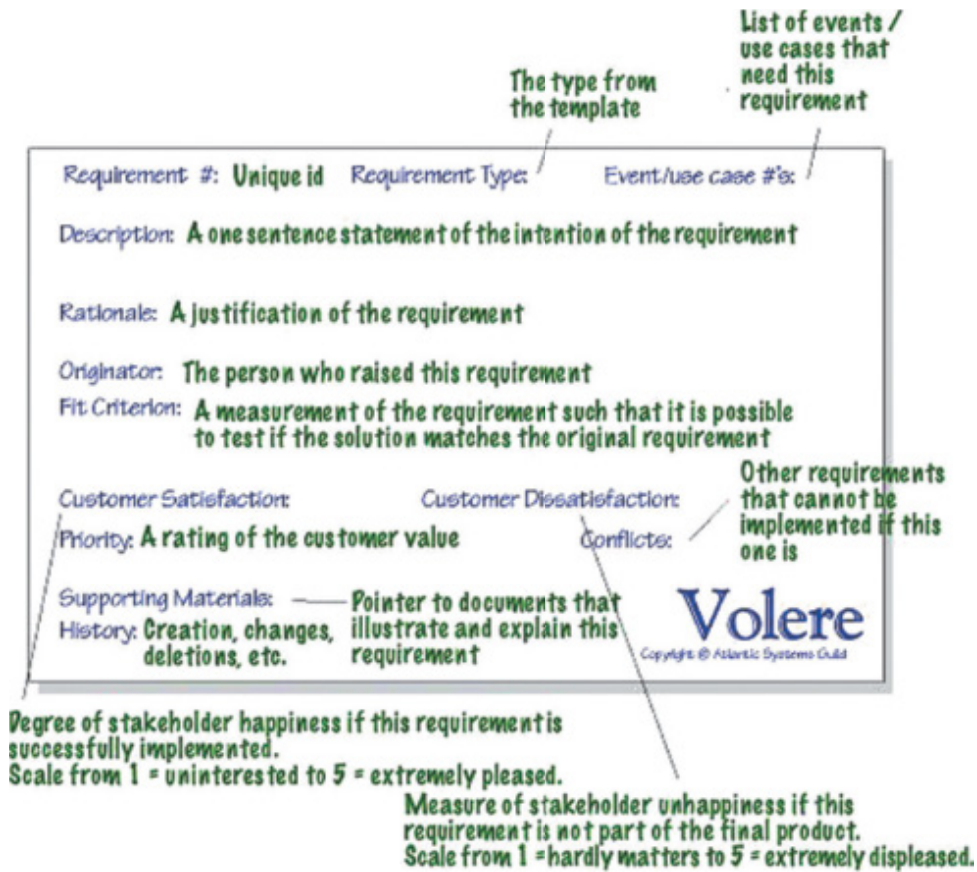 List of events /
use cases that
need this
requirement
The type from
the template
Requirement #: Unique id Requirement Type: Event/use case #'s:
Description: A one sentence statement of the intention of the requirement
Rationale: A justification of the requirement
Originator: The person who raised this requirement
Fit Criterion: A measurement of the requirement such that it is possible
to test if the solution matches the original requirement
Other requirements
that cannot be
implemented if this
one is
Customer Satisfaction: Customer Dissatisfaction:
Priority: A rating of the customer value Conflicts:
Supporting Materials: Pointer to documents that
illustrate and explain this
requirement
History: Creation, changes,
deletions, etc.
Volere
Copyright © Atlantic Systems Guild
Degree of stakeholder happiness if this requirement is
successfully implemented.
Scale from 1 = uninterested to 5 = extremely pleased.
Measure of stakeholder unhappiness if this
requirement is not part of the final product.
Scale from 1 =hardly matters to 5 = extremely displeased.